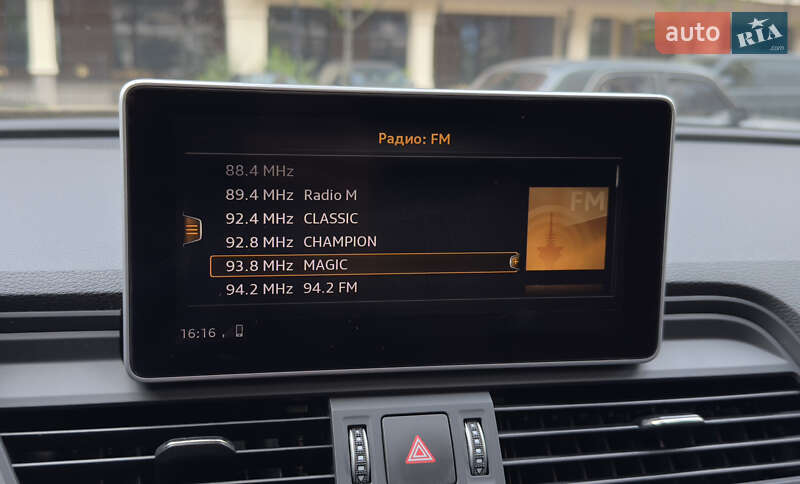 auto RIA.com
Радио: FM
88.4 MHz
89.4 MHz Radio M
92.4 MHz CLASSIC
92.8 MHz CHAMPION
93.8 MHz MAGIC
94.2 MHz 94.2 FM
FM
16:16